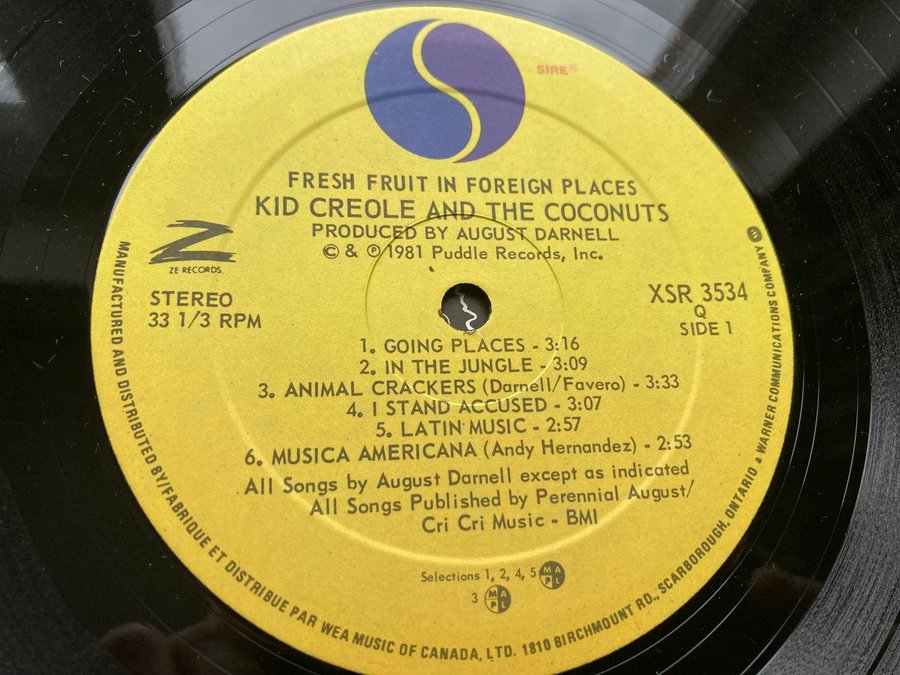 SIRE®
FRESH FRUIT IN FOREIGN PLACES
KID CREOLE AND THE COCONUTS
PRODUCED BY AUGUST DARNELL
© & ℗ 1981 Puddle Records, Inc.
Z
ZE RECORDS.
STEREO
33 1/3 RPM
XSR 3534
Q
SIDE 1
1. GOING PLACES - 3:16
2. IN THE JUNGLE - 3:09
3. ANIMAL CRACKERS (Darnell/Favero) - 3:33
4. I STAND ACCUSED - 3:07
5. LATIN MUSIC - 2:57
6. MUSICA AMERICANA (Andy Hernandez) - 2:53
All Songs by August Darnell except as indicated
All Songs Published by Perennial August/
Cri Cri Music - BMI
Selections 1, 2, 4, 5 MAPL
3 MAPL
MANUFACTURED AND DISTRIBUTED BY/FABRIQUE ET DISTRIBUE PAR WEA MUSIC OF CANADA, LTD. 1810 BIRCHMOUNT RD., SCARBOROUGH, ONTARIO & WARNER COMMUNICATIONS COMPANY